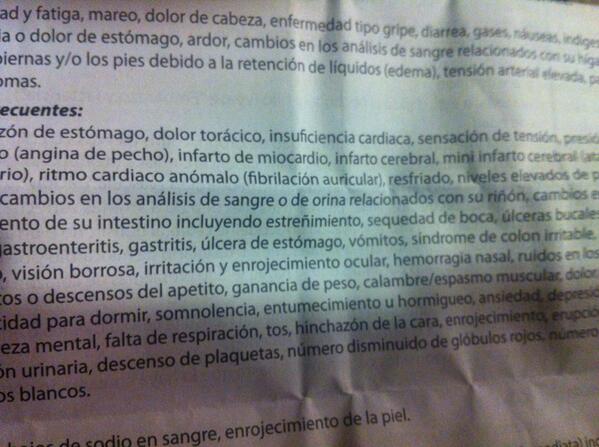 ad y fatiga, mareo, dolor de cabeza, enfermedad tipo gripe, diarrea, gases, náuseas, indiges
ia o dolor de estómago, ardor, cambios en los análisis de sangre relacionados con su híga
piernas y/o los pies debido a la retención de líquidos (edema), tensión arterial elevada, pa
omas.
ecuentes:
zón de estómago, dolor torácico, insuficiencia cardiaca, sensación de tensión, presió
o (angina de pecho), infarto de miocardio, infarto cerebral, mini infarto cerebral (ata
rio), ritmo cardiaco anómalo (fibrilación auricular), resfriado, niveles elevados de p
cambios en los análisis de sangre o de orina relacionados con su riñón, cambios e
ento de su intestino incluyendo estreñimiento, sequedad de boca, úlceras bucales
gastroenteritis, gastritis, úlcera de estómago, vómitos, síndrome de colon irritable,
o, visión borrosa, irritación y enrojecimiento ocular, hemorragia nasal, ruidos en los
tos o descensos del apetito, ganancia de peso, calambre/espasmo muscular, dolor
cidad para dormir, somnolencia, entumecimiento u hormigueo, ansiedad, depresió
eza mental, falta de respiración, tos, hinchazón de la cara, enrojecimiento, erupció
ón urinaria, descenso de plaquetas, número disminuido de glóbulos rojos, número
os blancos.
bajos de sodio en sangre, enrojecimiento de la piel.